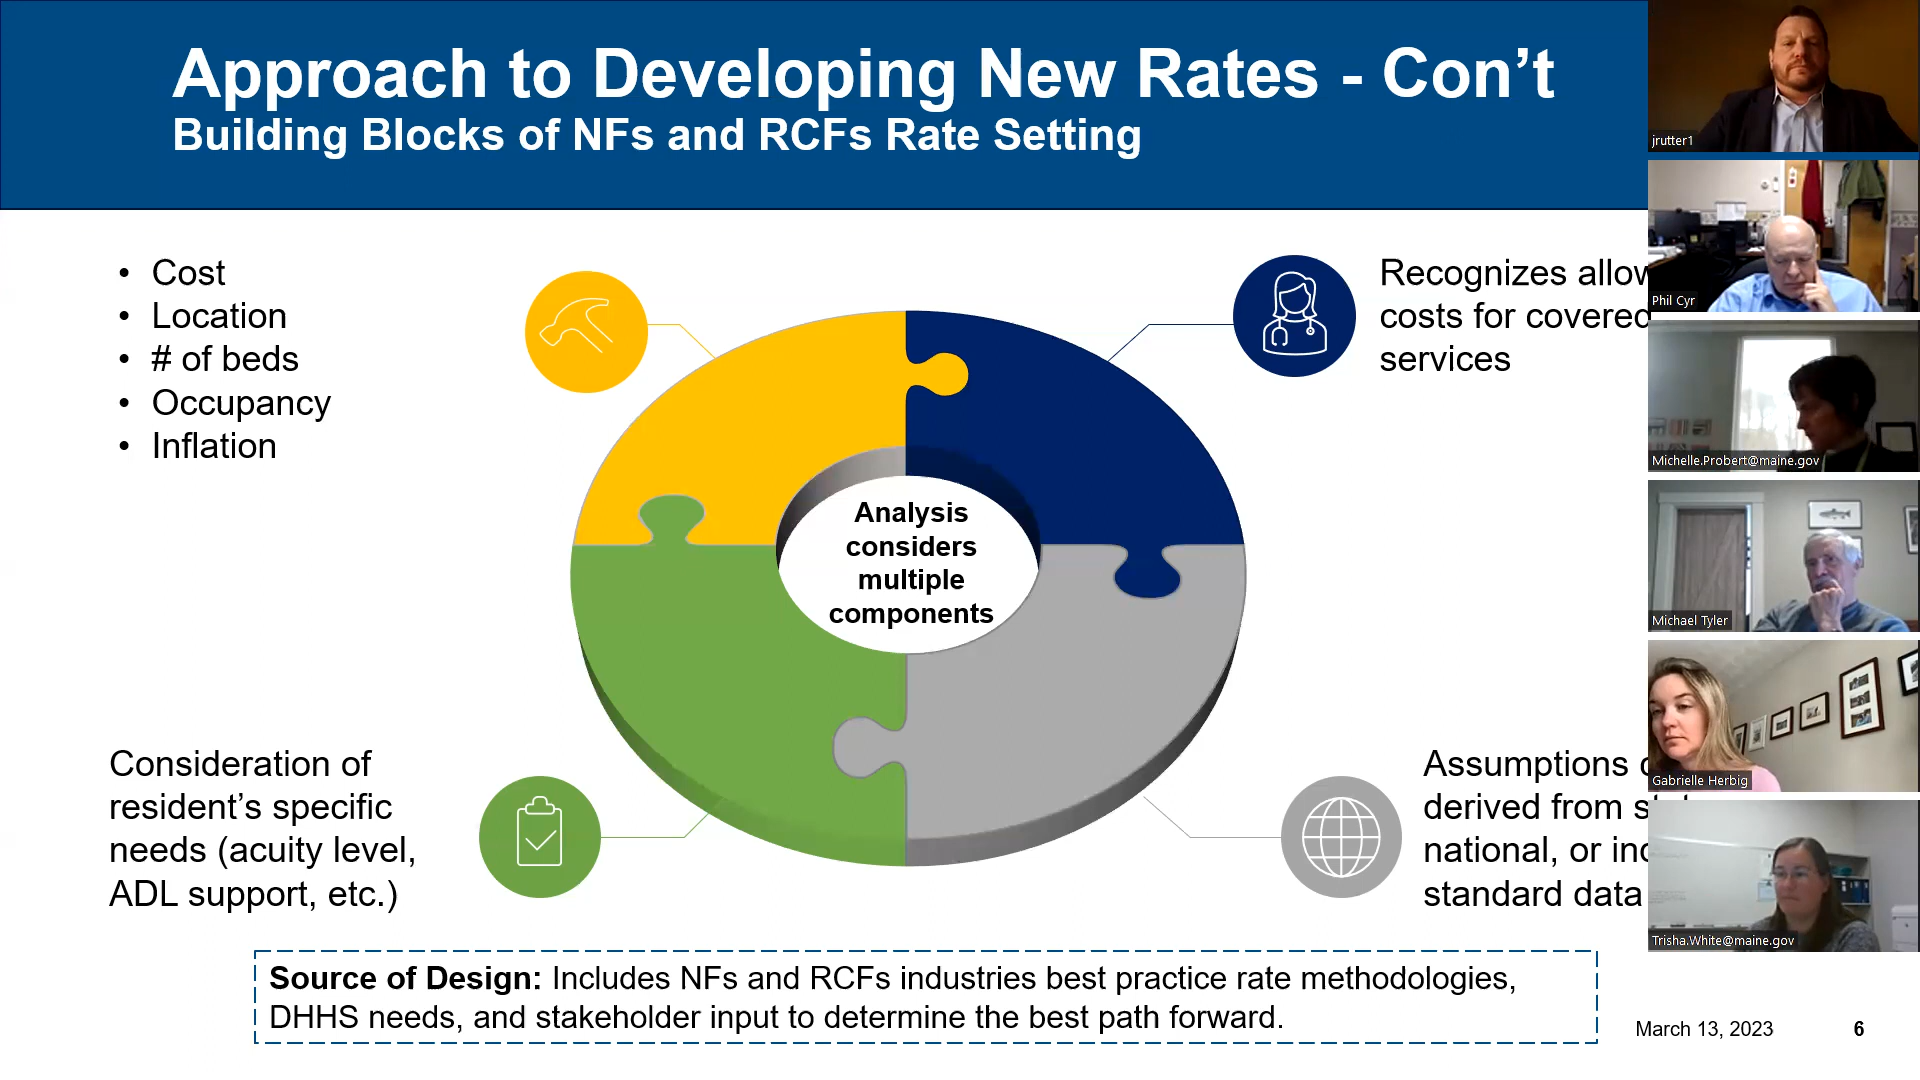 Approach to Developing New Rates - Con’t
Building Blocks of NFs and RCFs Rate Setting
• Cost
• Location
• # of beds
• Occupancy
• Inflation
Recognizes
costs for
services
Analysis
considers
multiple
components
Consideration of
resident’s specific
needs (acuity level,
ADL support, etc.)
Assumptions
derived from
national, or
standard data
Source of Design: Includes NFs and RCFs industries best practice rate methodologies,
DHHS needs, and stakeholder input to determine the best path forward.
March 13, 2023
6
jrutter1
Phil Cyr
Michelle.Probert@maine.gov
Michael Tyler
Gabrielle Herbig
Trisha.White@maine.gov